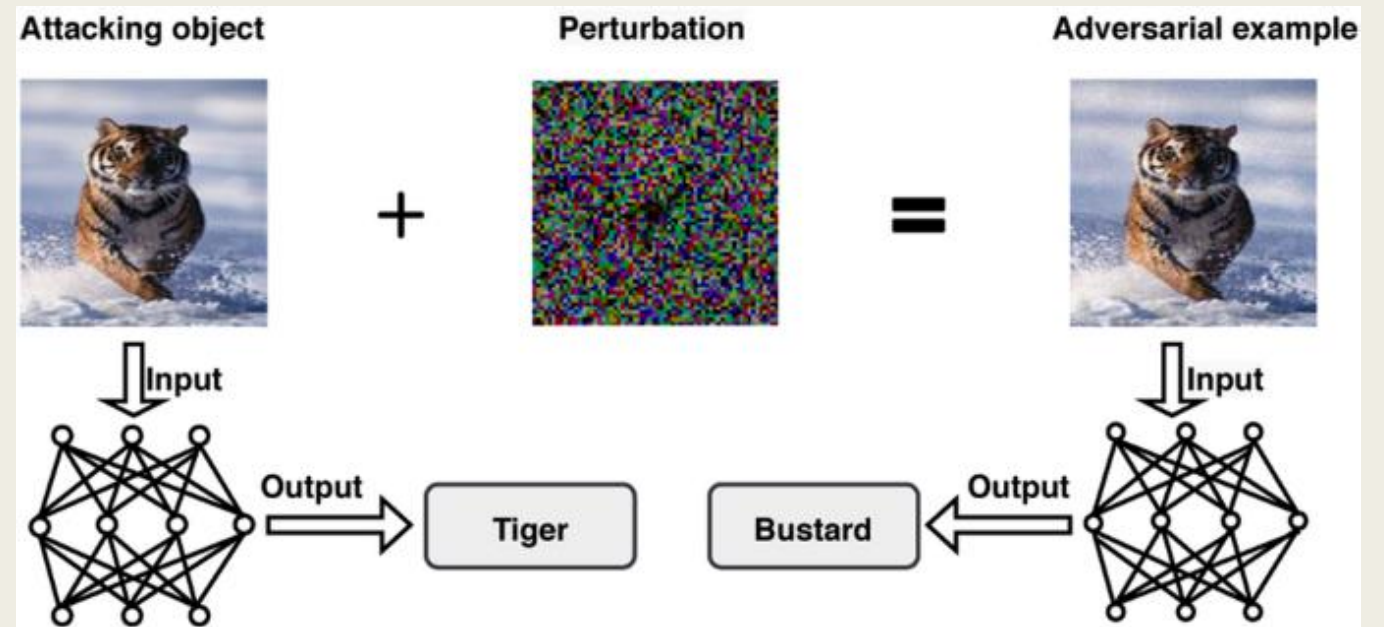 Attacking object
Perturbation
Adversarial example
Input
Input
Output
Output
Tiger
Bustard